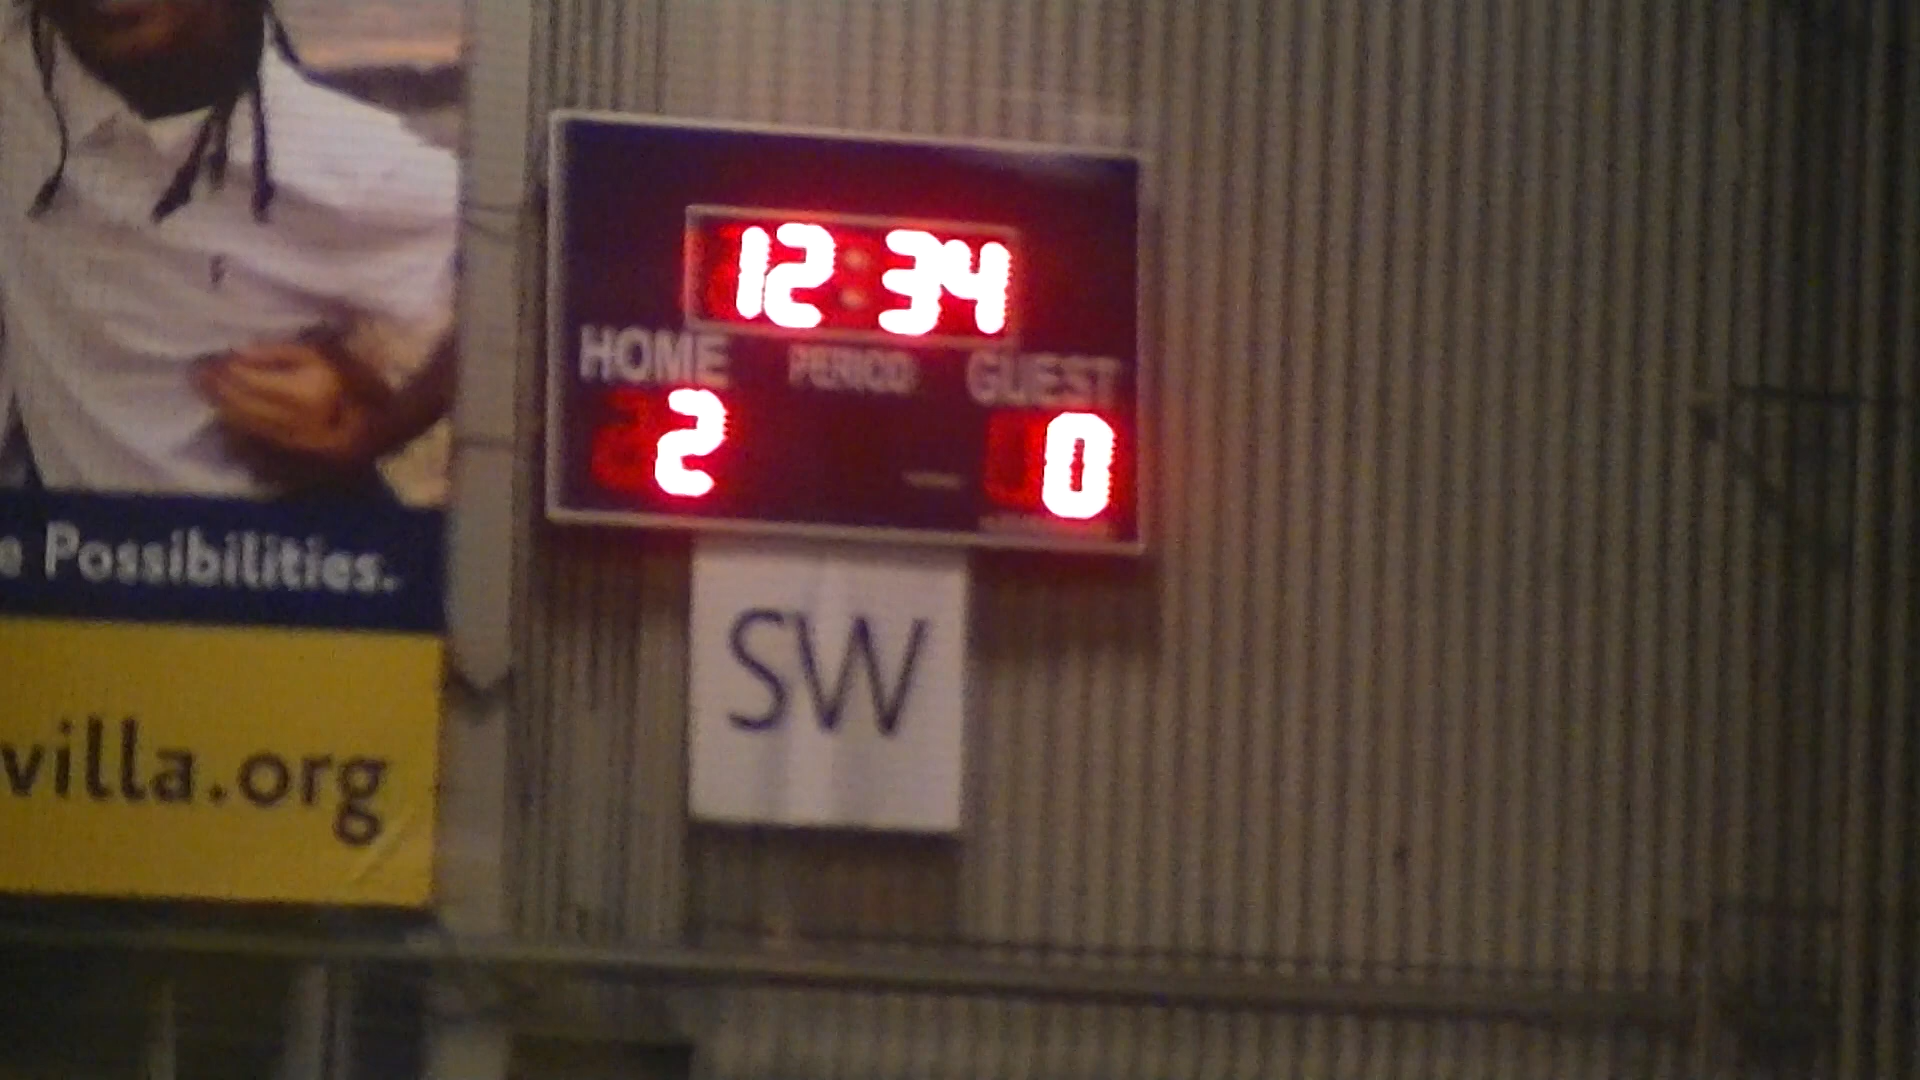 12:34
HOME PERIOD GUEST
2 0
SW
e Possibilities.
villa.org